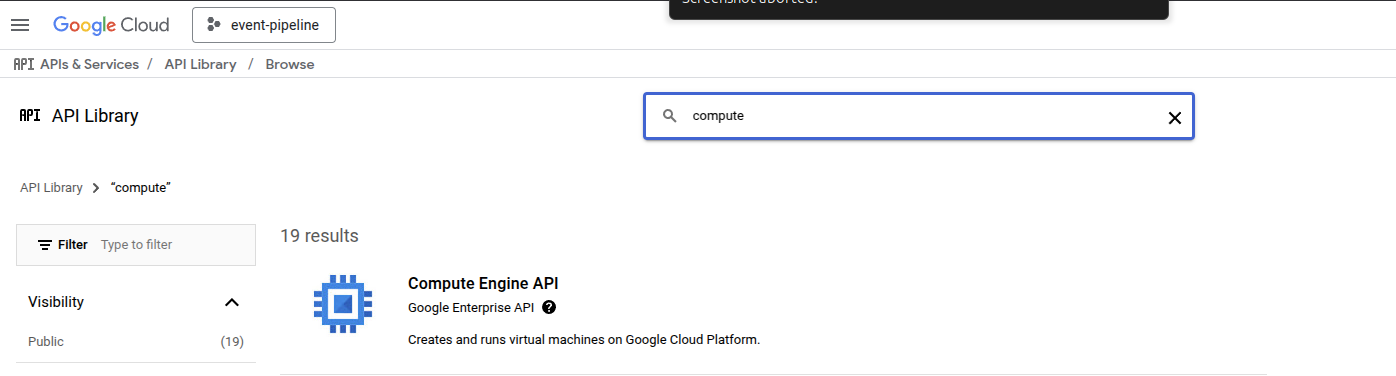 Screenshot aborted.
Google Cloud event-pipeline
API APIs & Services / API Library / Browse
API API Library
compute
API Library > “compute”
Filter Type to filter
19 results
Compute Engine API
Google Enterprise API ?
Visibility
Creates and runs virtual machines on Google Cloud Platform.
Public (19)